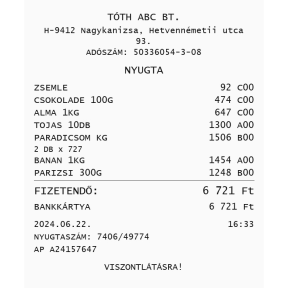 TÓTH ABC BT.
H-9412 Nagykanizsa, Hetvennémetii utca
93.
ADÓSZÁM: 50336054-3-08
NYUGTA
ZSEMLE 92 C00
CSOKOLADE 100G 474 C00
ALMA 1KG 647 C00
TOJAS 10DB 1300 A00
PARADICSOM KG 1506 B00
2 DB x 727
BANAN 1KG 1454 A00
PARIZSI 300G 1248 B00
FIZETENDŐ: 6 721 Ft
BANKKÁRTYA 6 721 Ft
2024.06.22. 16:33
NYUGTASZÁM: 7406/49774
AP A24157647
VISZONTLÁTÁSRA!